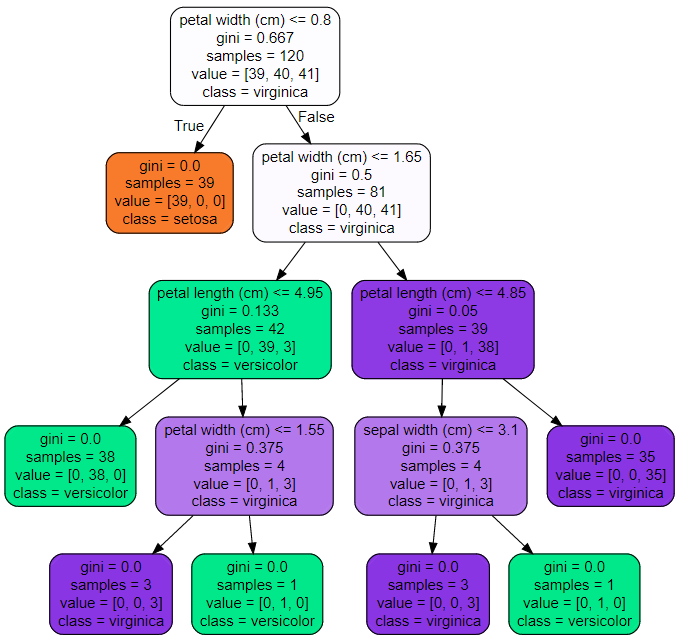 petal width (cm) <= 0.8
gini = 0.667
samples = 120
value = [39, 40, 41]
class = virginica
True
False
gini = 0.0
samples = 39
value = [39, 0, 0]
class = setosa
petal width (cm) <= 1.65
gini = 0.5
samples = 81
value = [0, 40, 41]
class = virginica
petal length (cm) <= 4.95
gini = 0.133
samples = 42
value = [0, 39, 3]
class = versicolor
petal length (cm) <= 4.85
gini = 0.05
samples = 39
value = [0, 1, 38]
class = virginica
gini = 0.0
samples = 38
value = [0, 38, 0]
class = versicolor
petal width (cm) <= 1.55
gini = 0.375
samples = 4
value = [0, 1, 3]
class = virginica
sepal width (cm) <= 3.1
gini = 0.375
samples = 4
value = [0, 1, 3]
class = virginica
gini = 0.0
samples = 35
value = [0, 0, 35]
class = virginica
gini = 0.0
samples = 3
value = [0, 0, 3]
class = virginica
gini = 0.0
samples = 1
value = [0, 1, 0]
class = versicolor
gini = 0.0
samples = 3
value = [0, 0, 3]
class = virginica
gini = 0.0
samples = 1
value = [0, 1, 0]
class = versicolor